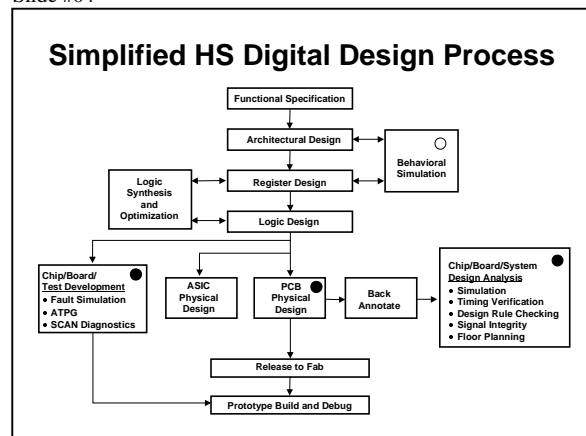 Simplified HS Digital Design Process
Functional Specification
Architectural Design
Behavioral
Simulation
Logic
Synthesis
and
Optimization
Register Design
Logic Design
Chip/Board/
Test Development
• Fault Simulation
• ATPG
• SCAN Diagnostics
ASIC
Physical
Design
PCB
Physical
Design
Back
Annotate
Chip/Board/System
Design Analysis
• Simulation
• Timing Verification
• Design Rule Checking
• Signal Integrity
• Floor Planning
Release to Fab
Prototype Build and Debug